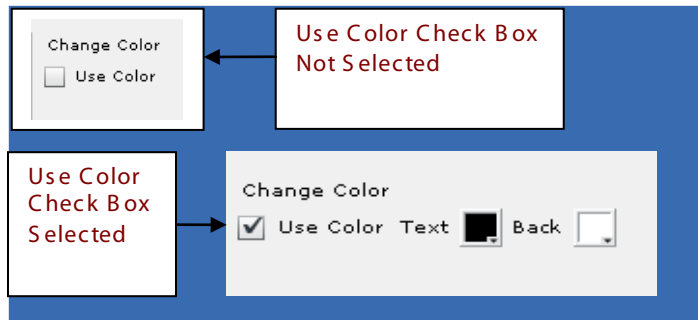 Change Color
Use Color
Use Color Check Box
Not Selected
Use Color
Check Box
Selected
Change Color
Use Color Text Back